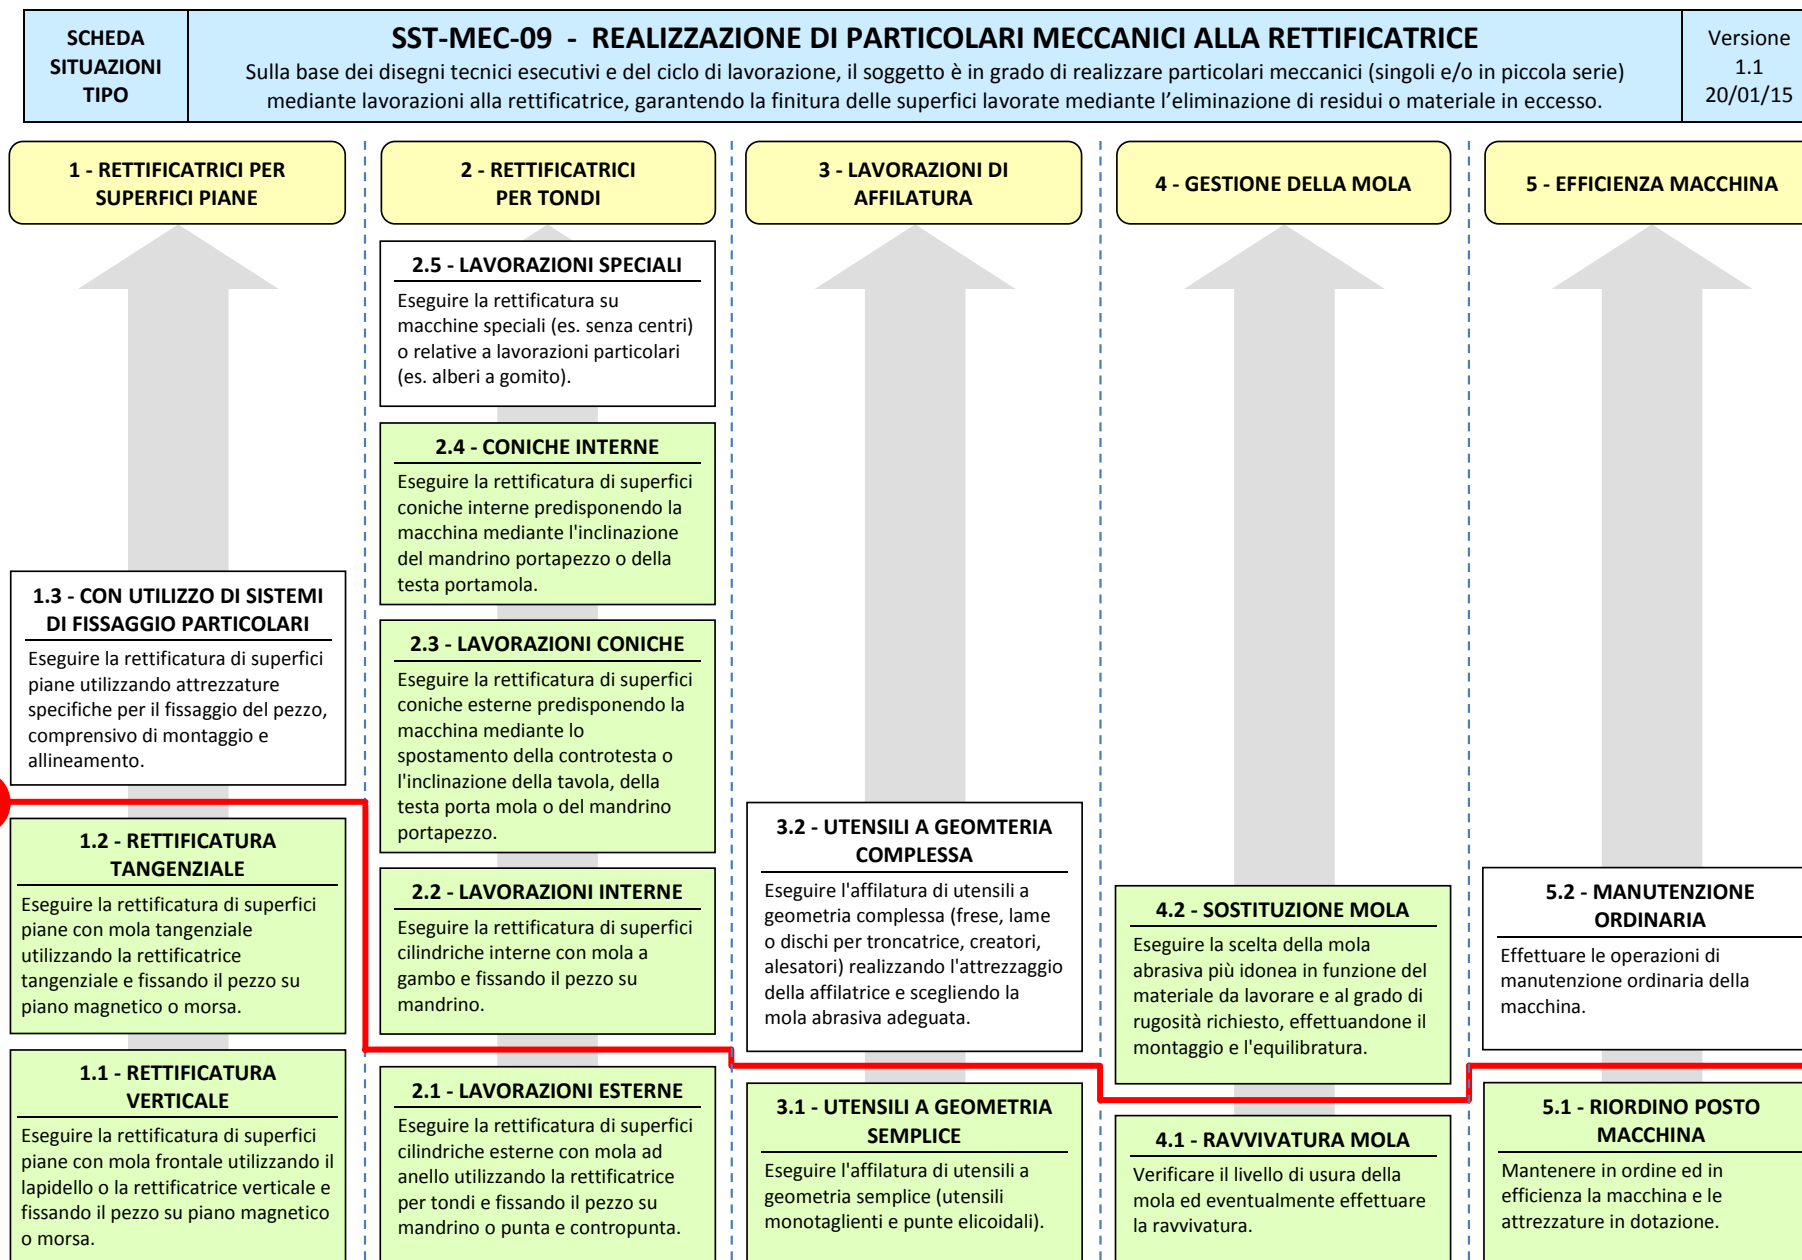 SCHEDA
SITUAZIONI
TIPO
SST-MEC-09 - REALIZZAZIONE DI PARTICOLARI MECCANICI ALLA RETTIFICATRICE
Sulla base dei disegni tecnici esecutivi e del ciclo di lavorazione, il soggetto è in grado di realizzare particolari meccanici (singoli e/o in piccola serie)
mediante lavorazioni alla rettificatrice, garantendo la finitura delle superfici lavorate mediante l'eliminazione di residui o materiale in eccesso.
Versione
1.1
20/01/15
1 - RETTIFICATRICI PER
SUPERFICI PIANE
1.3 - CON UTILIZZO DI SISTEMI
DI FISSAGGIO PARTICOLARI
Eseguire la rettificatura di superfici
piane utilizzando attrezzature
specifiche per il fissaggio del pezzo,
comprensivo di montaggio e
allineamento.
1.2 - RETTIFICATURA
TANGENZIALE
Eseguire la rettificatura di superfici
piane con mola tangenziale
utilizzando la rettificatrice
tangenziale e fissando il pezzo su
piano magnetico o morsa.
1.1 - RETTIFICATURA
VERTICALE
Eseguire la rettificatura di superfici
piane con mola frontale utilizzando il
lapidello o la rettificatrice verticale e
fissando il pezzo su piano magnetico
o morsa.
2 - RETTIFICATRICI
PER TONDI
2.5 - LAVORAZIONI SPECIALI
Eseguire la rettificatura su
macchine speciali (es. senza centri)
o relative a lavorazioni particolari
(es. alberi a gomito).
2.4 - CONICHE INTERNE
Eseguire la rettificatura di superfici
coniche interne predisponendo la
macchina mediante l'inclinazione
del mandrino portapezzo o della
testa portamola.
2.3 - LAVORAZIONI CONICHE
Eseguire la rettificatura di superfici
coniche esterne predisponendo la
macchina mediante lo
spostamento della controtesta o
l'inclinazione della tavola, della
testa porta mola o del mandrino
portapezzo.
2.2 - LAVORAZIONI INTERNE
Eseguire la rettificatura di superfici
cilindriche interne con mola a
gambo e fissando il pezzo su
mandrino.
2.1 - LAVORAZIONI ESTERNE
Eseguire la rettificatura di superfici
cilindriche esterne con mola ad
anello utilizzando la rettificatrice
per tondi e fissando il pezzo su
mandrino o punta e contropunta.
3 - LAVORAZIONI DI
AFFILATURA
3.2 - UTENSILI A GEOMTERIA
COMPLESSA
Eseguire l'affilatura di utensili a
geometria complessa (frese, lame
o dischi per troncatrice, creatori,
alesatori) realizzando l'attrezzaggio
della affilatrice e scegliendo la
mola abrasiva adeguata.
3.1 - UTENSILI A GEOMETRIA
SEMPLICE
Eseguire l'affilatura di utensili a
geometria semplice (utensili
monotaglienti e punte elicoidali).
4 - GESTIONE DELLA MOLA
4.2 - SOSTITUZIONE MOLA
Eseguire la scelta della mola
abrasiva più idonea in funzione del
materiale da lavorare e al grado di
rugosità richiesto, effettuandone il
montaggio e l'equilibratura.
4.1 - RAVVIVATURA MOLA
Verificare il livello di usura della
mola ed eventualmente effettuare
la ravvivatura.
5 - EFFICIENZA MACCHINA
5.2 - MANUTENZIONE
ORDINARIA
Effettuare le operazioni di
manutenzione ordinaria della
macchina.
5.1 - RIORDINO POSTO
MACCHINA
Mantenere in ordine ed in
efficienza la macchina e le
attrezzature in dotazione.